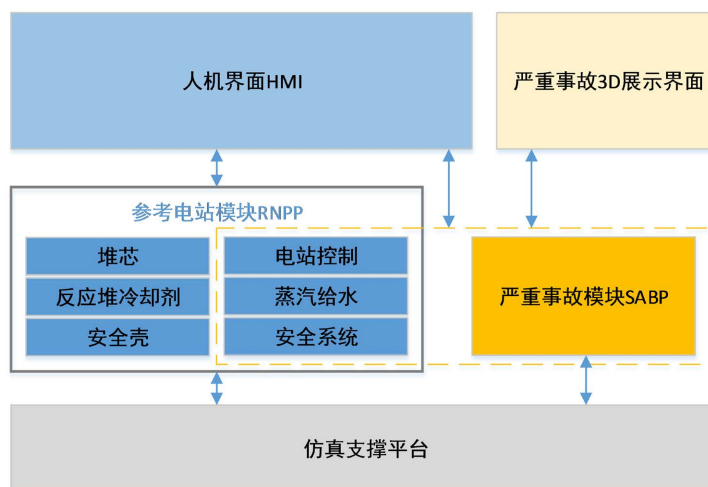 人机界面HMI
严重事故3D展示界面
参考电站模块RNPP
堆芯
电站控制
反应堆冷却剂
蒸汽给水
安全壳
安全系统
严重事故模块SABP
仿真支撑平台